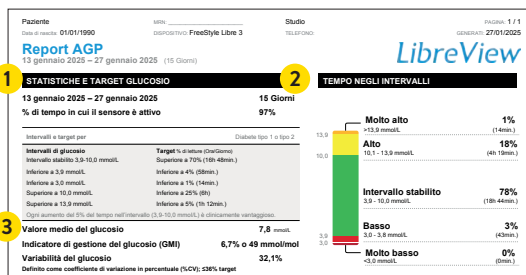 Paziente
MRN:
Studio
PAGINA: 1 / 1
Data di nascita: 01/01/1990
DISPOSITIVO: FreeStyle Libre 3
TELEFONO:
GENERATI: 27/01/2025
Report AGP
13 gennaio 2025 – 27 gennaio 2025 (15 Giorni)
LibreView
1
STATISTICHE E TARGET GLUCOSIO
13 gennaio 2025 – 27 gennaio 2025 15 Giorni
% di tempo in cui il sensore è attivo 97%
Intervalli e target per Diabete tipo 1 o tipo 2
Intervalli di glucosio Target % di letture (Ora/Giorno)
Intervallo stabilito 3,9-10,0 mmol/L Superiore a 70% (16h 48min.)
Inferiore a 3,9 mmol/L Inferiore a 4% (58min.)
Inferiore a 3,0 mmol/L Inferiore a 1% (14min.)
Superiore a 10,0 mmol/L Inferiore a 25% (6h)
Superiore a 13,9 mmol/L Inferiore a 5% (1h 12min.)
Ogni aumento del 5% del tempo nell'intervallo (3,9-10,0 mmol/L) è clinicamente vantaggioso.
3
Valore medio del glucosio 7,8 mmol/L
Indicatore di gestione del glucosio (GMI) 6,7% o 49 mmol/mol
Variabilità del glucosio 32,1%
Definito come coefficiente di variazione in percentuale (%CV); ≤36% target
2
TEMPO NEGLI INTERVALLI
13,9
10,0
3,9
3,0
Molto alto 1%
>13,9 mmol/L (14min.)
Alto 18%
10,1 - 13,9 mmol/L (4h 19min.)
Intervallo stabilito 78%
3,9 - 10,0 mmol/L (18h 44min.)
Basso 3%
3,0 - 3,8 mmol/L (43min.)
Molto basso 0%
<3,0 mmol/L (0min.)